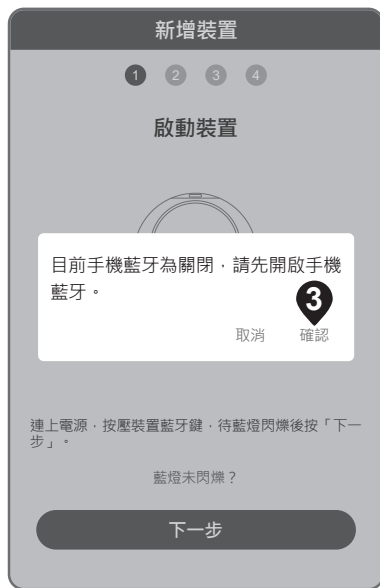 新增裝置
1 2 3 4
啟動裝置
目前手機藍牙為關閉，請先開啟手機
藍牙。
3
取消 確認
連上電源，按壓裝置藍牙鍵，待藍燈閃爍後按「下一
步」。
藍燈未閃爍？
下一步